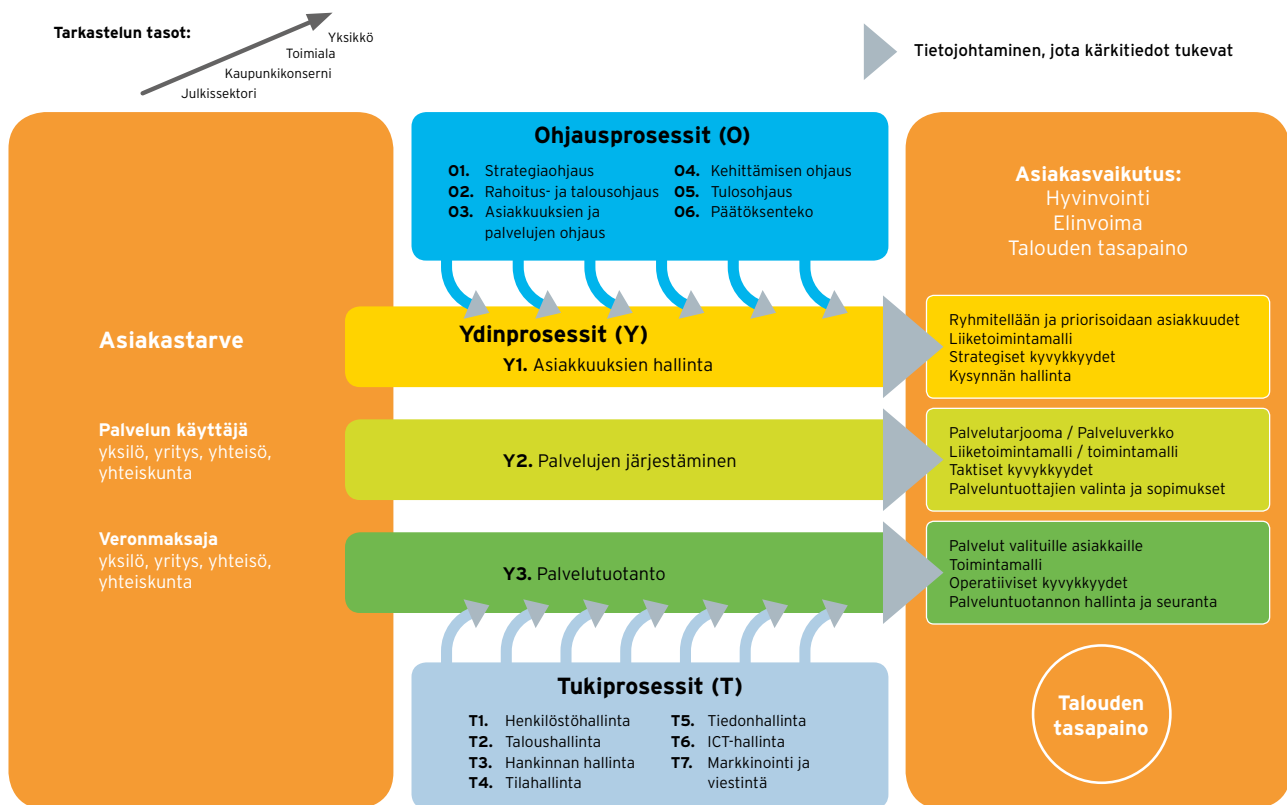 Tarkastelun tasot:
Yksikkö
Toimiala
Kaupunkikonserni
Julkissektori
Tietojohtaminen, jota kärkitiedot tukevat
Ohjausprosessit (O)
O1. Strategiaohjaus
O2. Rahoitus- ja talousohjaus
O3. Asiakkuuksien ja
palvelujen ohjaus
O4. Kehittämisen ohjaus
O5. Tulosohjaus
O6. Päätöksenteko
Asiakastarve
Palvelun käyttäjä
yksilö, yritys, yhteisö,
yhteiskunta
Veronmaksaja
yksilö, yritys, yhteisö,
yhteiskunta
Ydinprosessit (Y)
Y1. Asiakkuuksien hallinta
Y2. Palvelujen järjestäminen
Y3. Palvelutuotanto
Tukiprosessit (T)
T1. Henkilöstöhallinta
T2. Taloushallinta
T3. Hankinnan hallinta
T4. Tilahallinta
T5. Tiedonhallinta
T6. ICT-hallinta
T7. Markkinointi ja
viestintä
Asiakasvaikutus:
Hyvinvointi
Elinvoima
Talouden tasapaino
Ryhmitellään ja priorisoidaan asiakkuudet
Liiketoimintamalli
Strategiset kyvykkyydet
Kysynnän hallinta
Palvelutarjooma / Palveluverkko
Liiketoimintamalli / toimintamalli
Taktiset kyvykkyydet
Palveluntuottajien valinta ja sopimukset
Palvelut valituille asiakkaille
Toimintamalli
Operatiiviset kyvykkyydet
Palveluntuotannon hallinta ja seuranta
Talouden
tasapaino